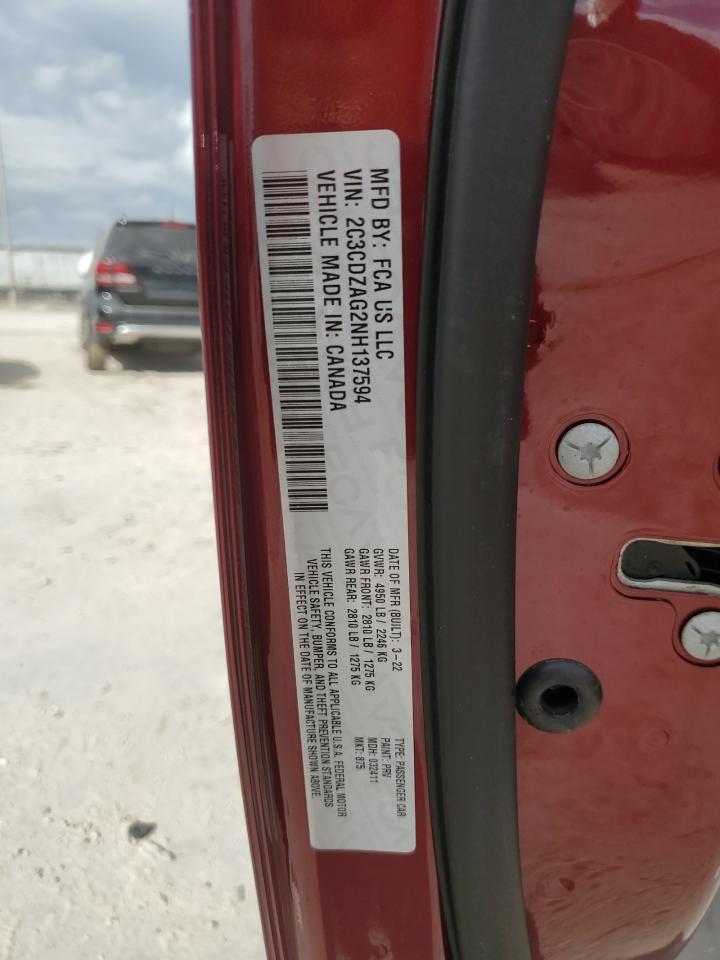 MFD BY: FCA US LLC
VIN: 2C3CDZAG2NH137594
VEHICLE MADE IN: CANADA
DATE OF MFR (BUILT): 3-22
GVWR: 4950 LB / 2246 KG
GAWR FRONT: 2810 LB / 1275 KG
GAWR REAR: 2810 LB / 1275 KG
TYPE: PASSENGER CAR
PAINT: PRV
MDH: 032411
MKT: 875
THIS VEHICLE CONFORMS TO ALL APPLICABLE U.S.A. FEDERAL MOTOR
VEHICLE SAFETY, BUMPER, AND THEFT PREVENTION STANDARDS
IN EFFECT ON THE DATE OF MANUFACTURE SHOWN ABOVE.